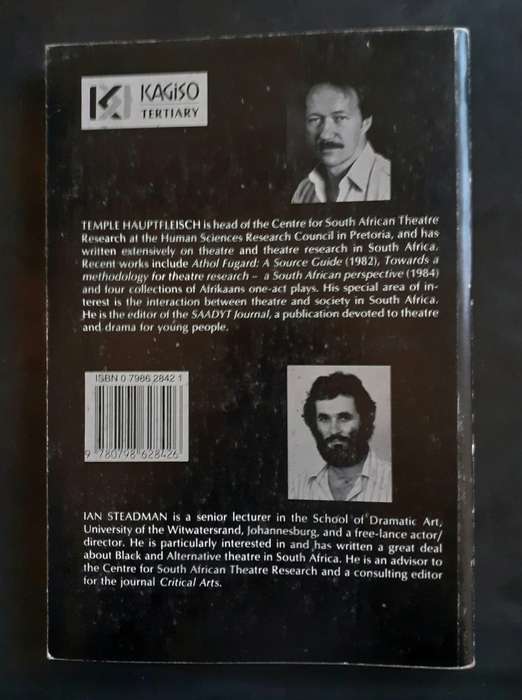 KAGISO
TERTIARY
TEMPLE HAUPTFLEISCH is head of the Centre for South African Theatre
Research at the Human Sciences Research Council in Pretoria, and has
written extensively on theatre and theatre research in South Africa.
Recent works include Athol Fugard: A Source Guide (1982), Towards a
methodology for theatre research – a South African perspective (1984)
and four collections of Afrikaans one-act plays. His special area of in-
terest is the interaction between theatre and society in South Africa.
He is the editor of the SAADYT Journal, a publication devoted to theatre
and drama for young people.
ISBN 0 7986 2842 1
9 780798 628426
IAN STEADMAN is a senior lecturer in the School of Dramatic Art,
University of the Witwatersrand, Johannesburg, and a free-lance actor/
director. He is particularly interested in and has written a great deal
about Black and Alternative theatre in South Africa. He is an advisor to
the Centre for South African Theatre Research and a consulting editor
for the journal Critical Arts.